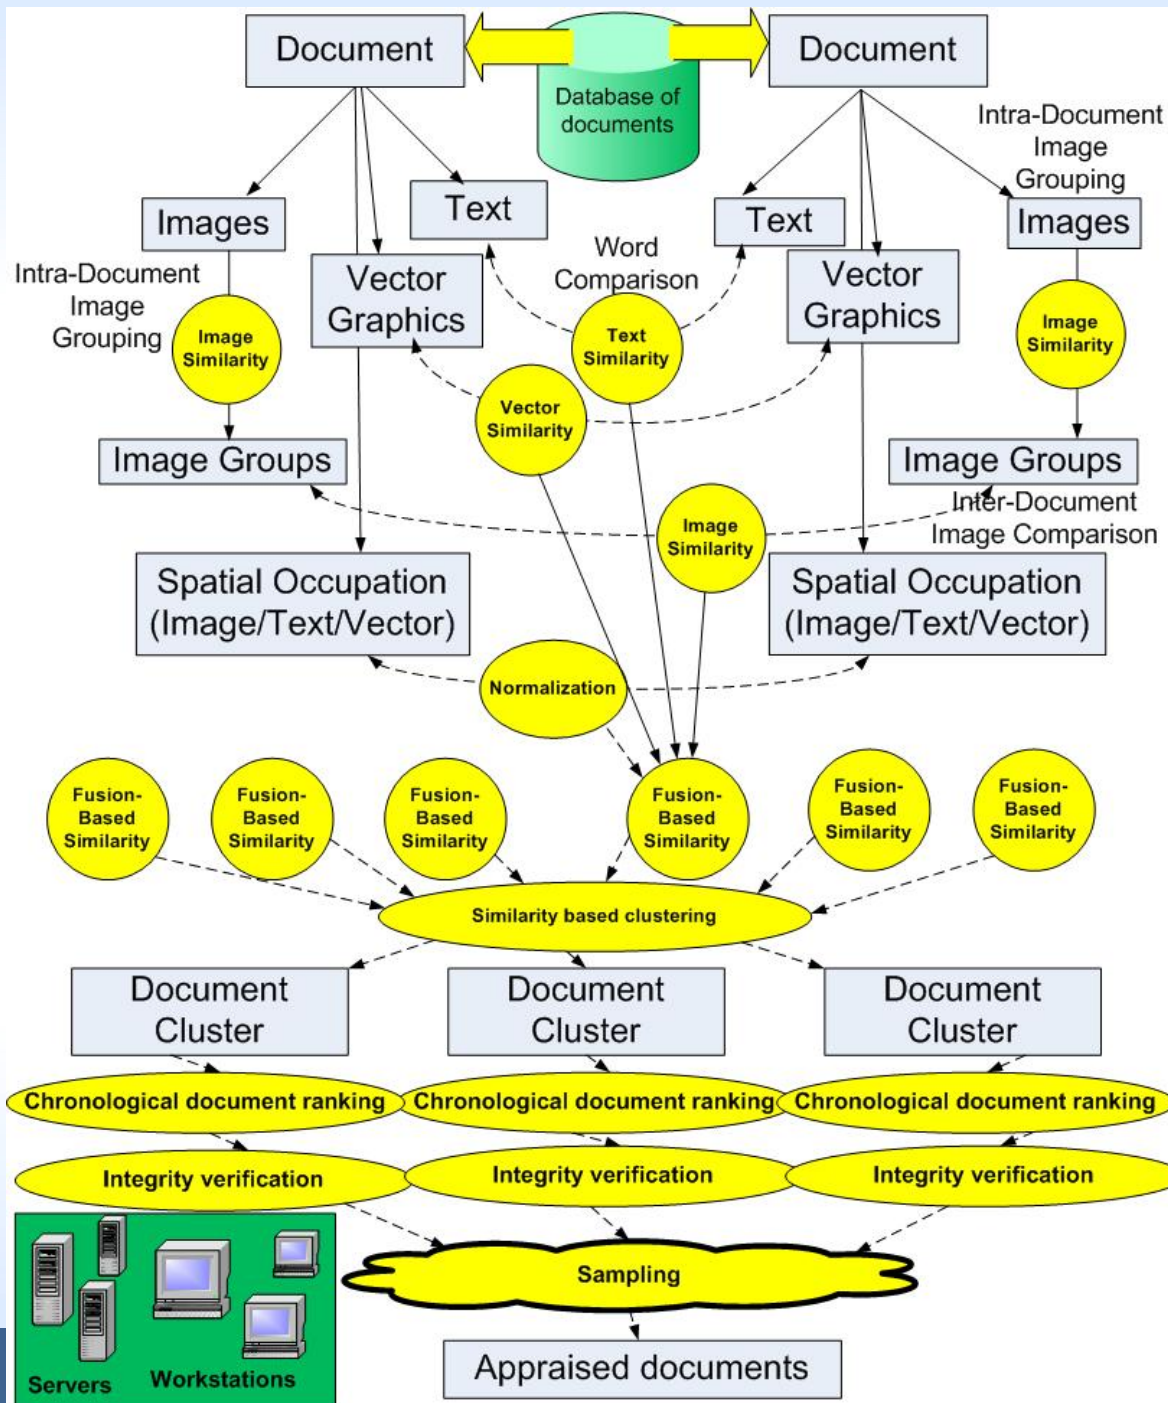 Document
Database of
documents
Document
Intra-Document
Image
Grouping
Images
Text
Text
Images
Intra-Document
Image
Grouping
Vector
Graphics
Word
Comparison
Vector
Graphics
Image
Similarity
Text
Similarity
Image
Similarity
Vector
Similarity
Image Groups
Image Groups
Image
Similarity
Inter-Document
Image Comparison
Spatial Occupation
(Image/Text/Vector)
Spatial Occupation
(Image/Text/Vector)
Normalization
Fusion-
Based
Similarity
Fusion-
Based
Similarity
Fusion-
Based
Similarity
Fusion-
Based
Similarity
Fusion-
Based
Similarity
Fusion-
Based
Similarity
Similarity based clustering
Document
Cluster
Document
Cluster
Document
Cluster
Chronological document ranking
Chronological document ranking
Chronological document ranking
Integrity verification
Integrity verification
Integrity verification
Sampling
Servers
Workstations
Appraised documents